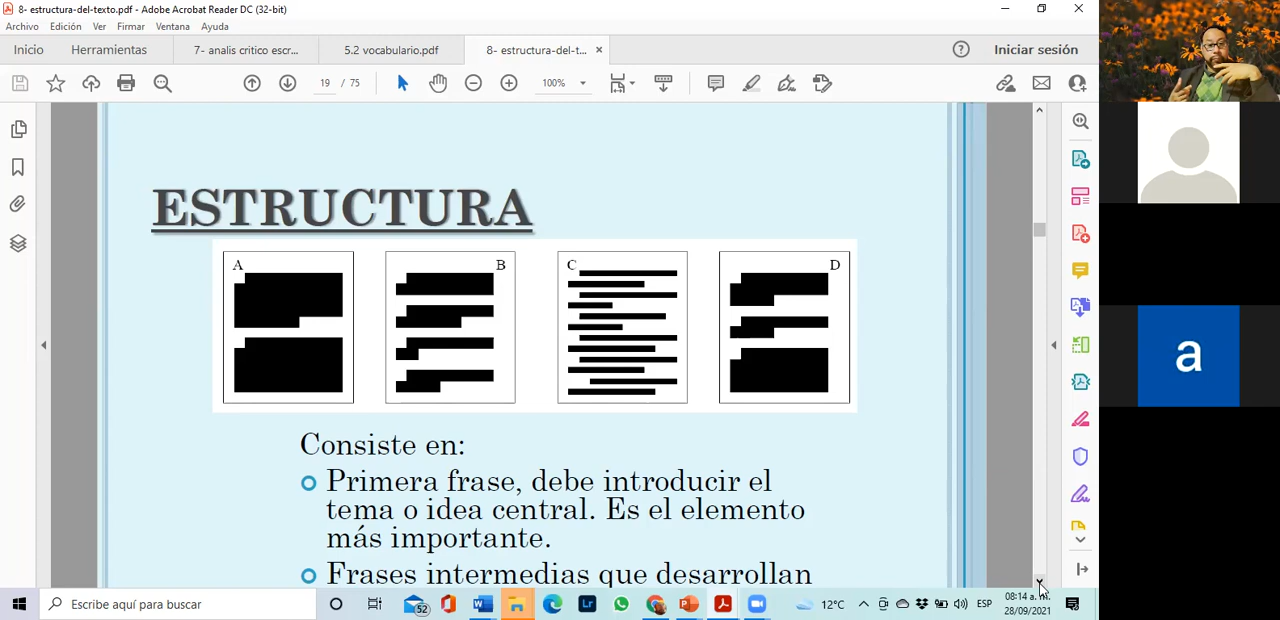 8- estructura-del-texto.pdf - Adobe Acrobat Reader DC (32-bit)
Archivo Edición Ver Firmar Ventana Ayuda
Inicio Herramientas 7- analis critico escr... 5.2 vocabulario.pdf 8- estructura-del-t... × Iniciar sesión
19 / 75 100%
ESTRUCTURA
A B C D
Consiste en:
Primera frase, debe introducir el
tema o idea central. Es el elemento
más importante.
Frases intermedias que desarrollan
a
Escribe aquí para buscar 52 12°C ESP 08:14 a. m.
28/09/2021